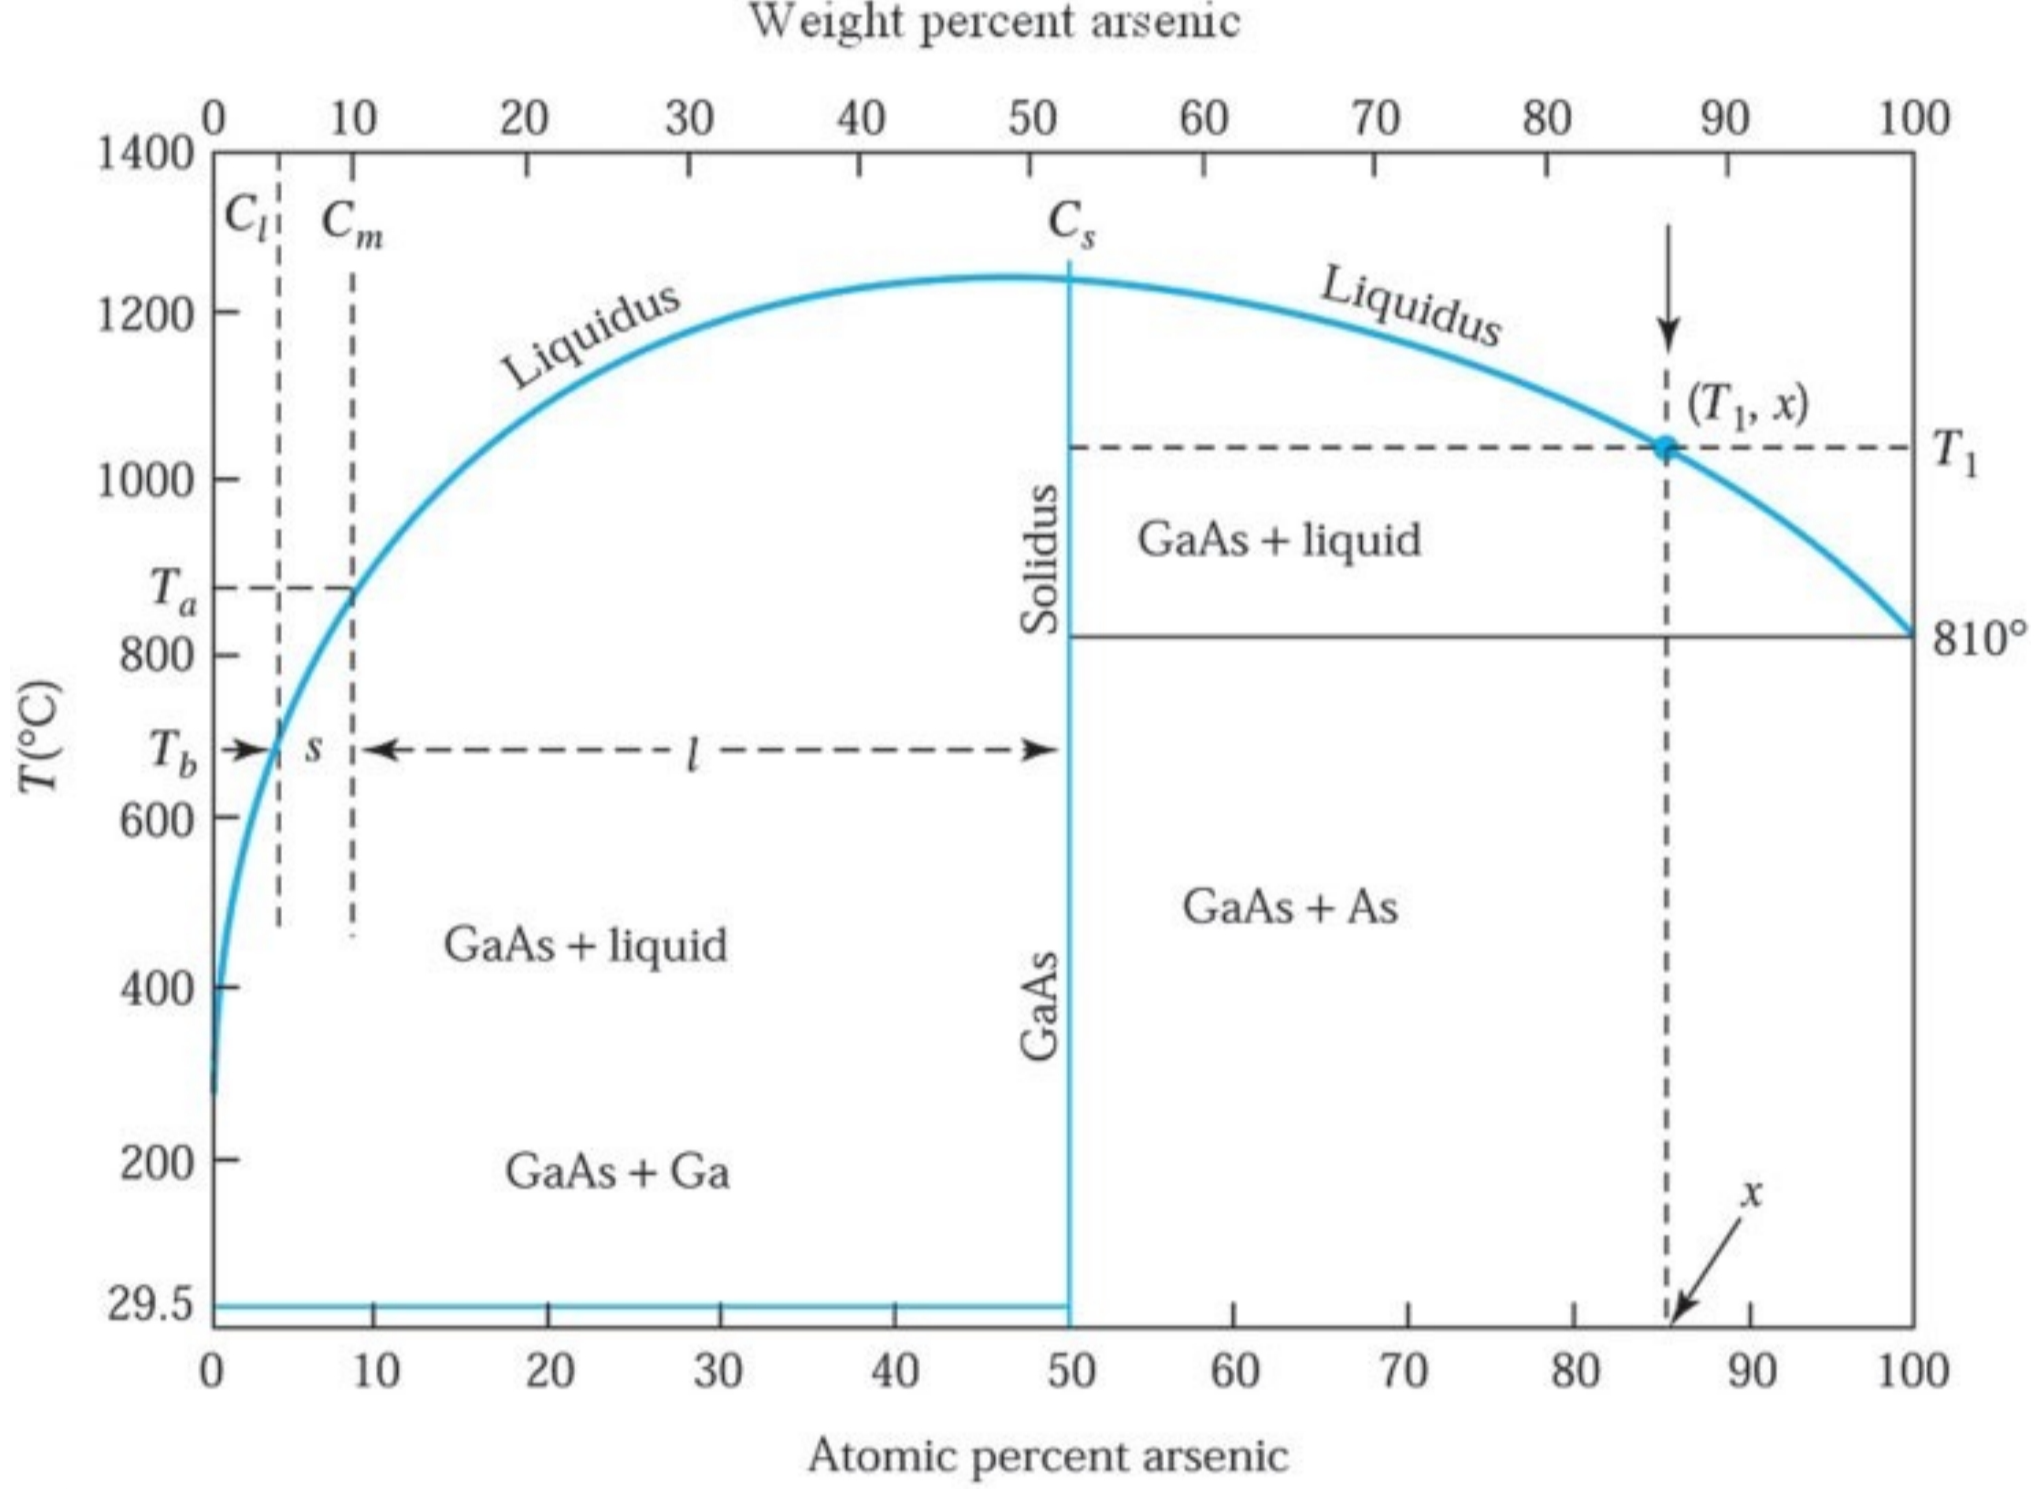 Weight percent arsenic
0 10 20 30 40 50 60 70 80 90 100
1400
C_l C_m C_s
Liquidus Liquidus
1200
(T_1, x)
T_1
1000
Solidus
GaAs + liquid
T_a
800
810°
T(°C)
T_b s l
600
GaAs + As
GaAs + liquid
400
GaAs
200
GaAs + Ga
x
29.5
0 10 20 30 40 50 60 70 80 90 100
Atomic percent arsenic